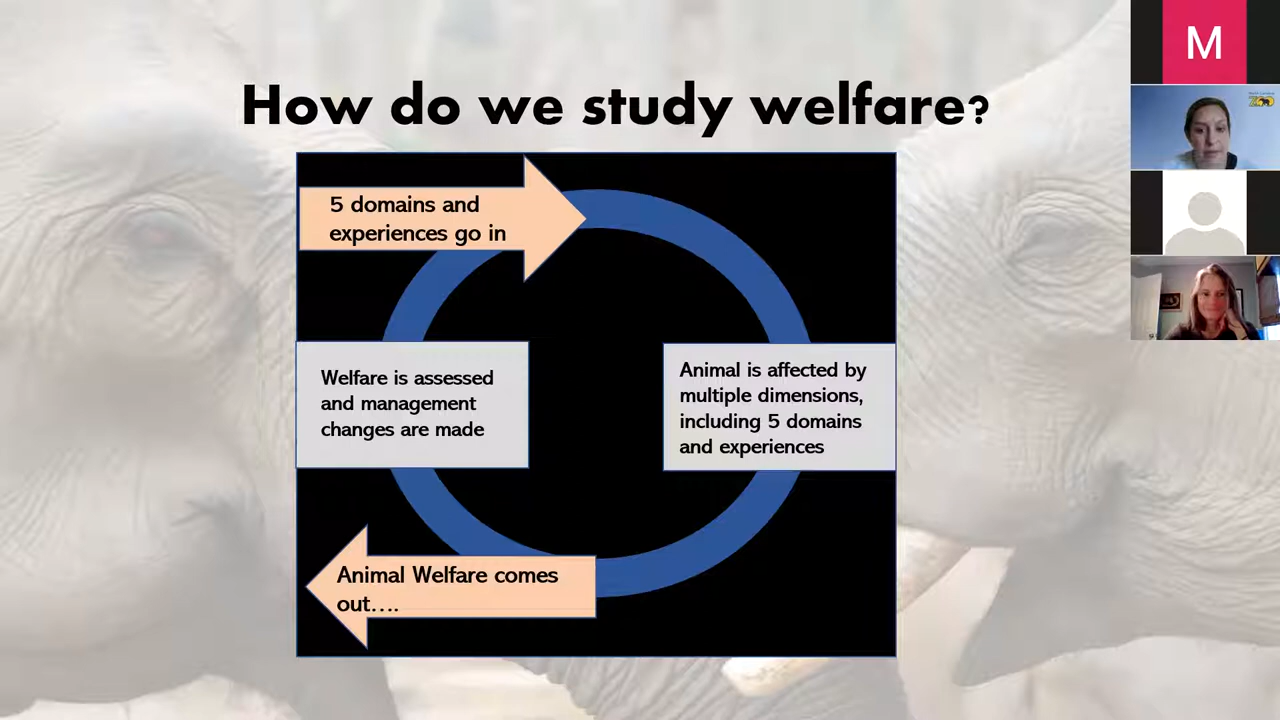 How do we study welfare?
5 domains and
experiences go in
Welfare is assessed
and management
changes are made
Animal is affected by
multiple dimensions,
including 5 domains
and experiences
Animal Welfare comes
out....
M
ZOO